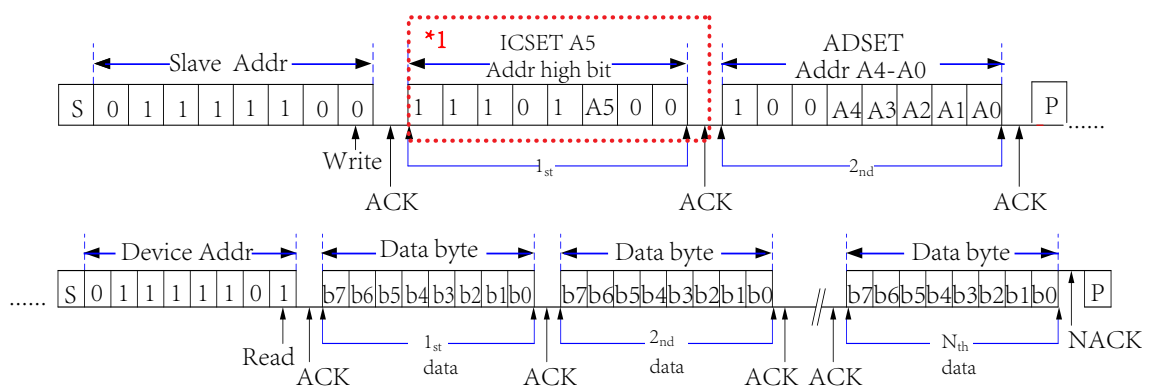 *1
ICSET A5
ADSET
Slave Addr
Addr high bit
Addr A4-A0
S 0 1 1 1 1 1 0 0 1 1 1 0 1 A5 0 0 1 0 0 A4 A3 A2 A1 A0 P
......
Write
1st
2nd
ACK
ACK
ACK
Device Addr
Data byte
Data byte
Data byte
...... S 0 1 1 1 1 1 0 1 b7 b6 b5 b4 b3 b2 b1 b0 b7 b6 b5 b4 b3 b2 b1 b0 // b7 b6 b5 b4 b3 b2 b1 b0 P
Read
1st
data
2nd
data
Nth
data
NACK
ACK
ACK
ACK
ACK